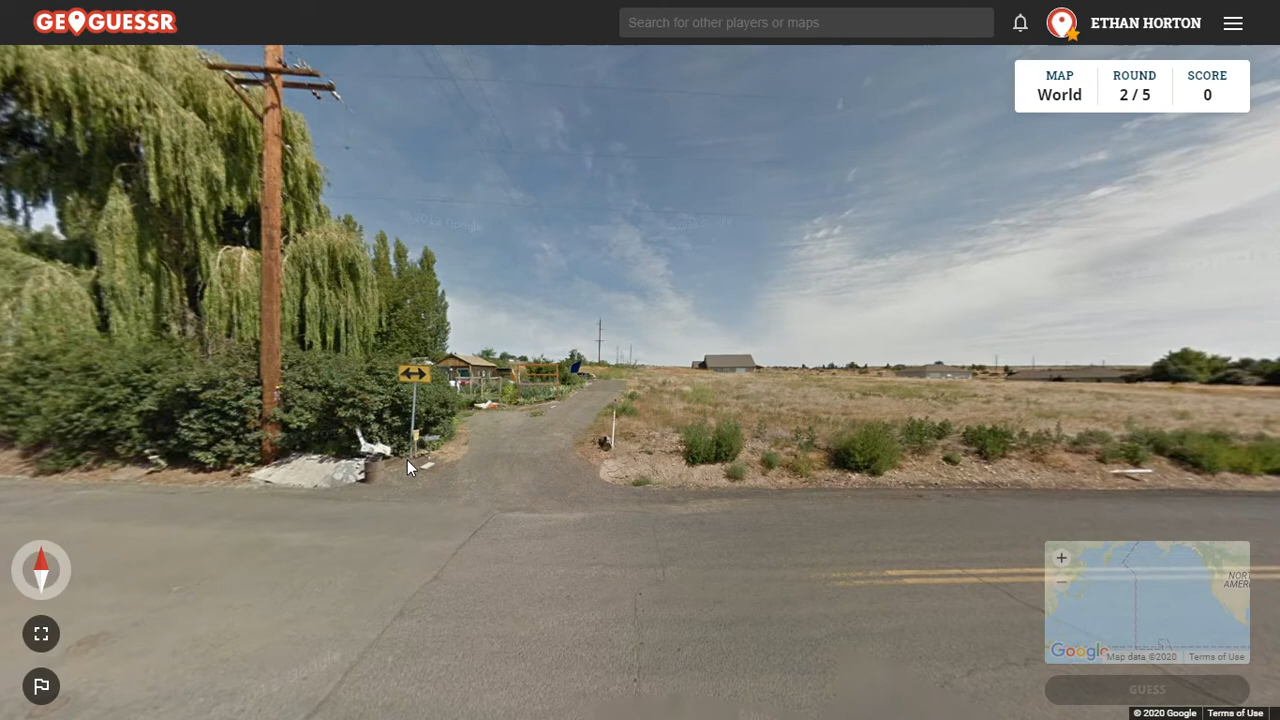 GEOGUESSR
Search for other players or maps
ETHAN HORTON
MAP
World
ROUND
2 / 5
SCORE
0
NORT
AMERI
Google
Map data ©2020
Terms of Use
GUESS
© 2020 Google
Terms of Use